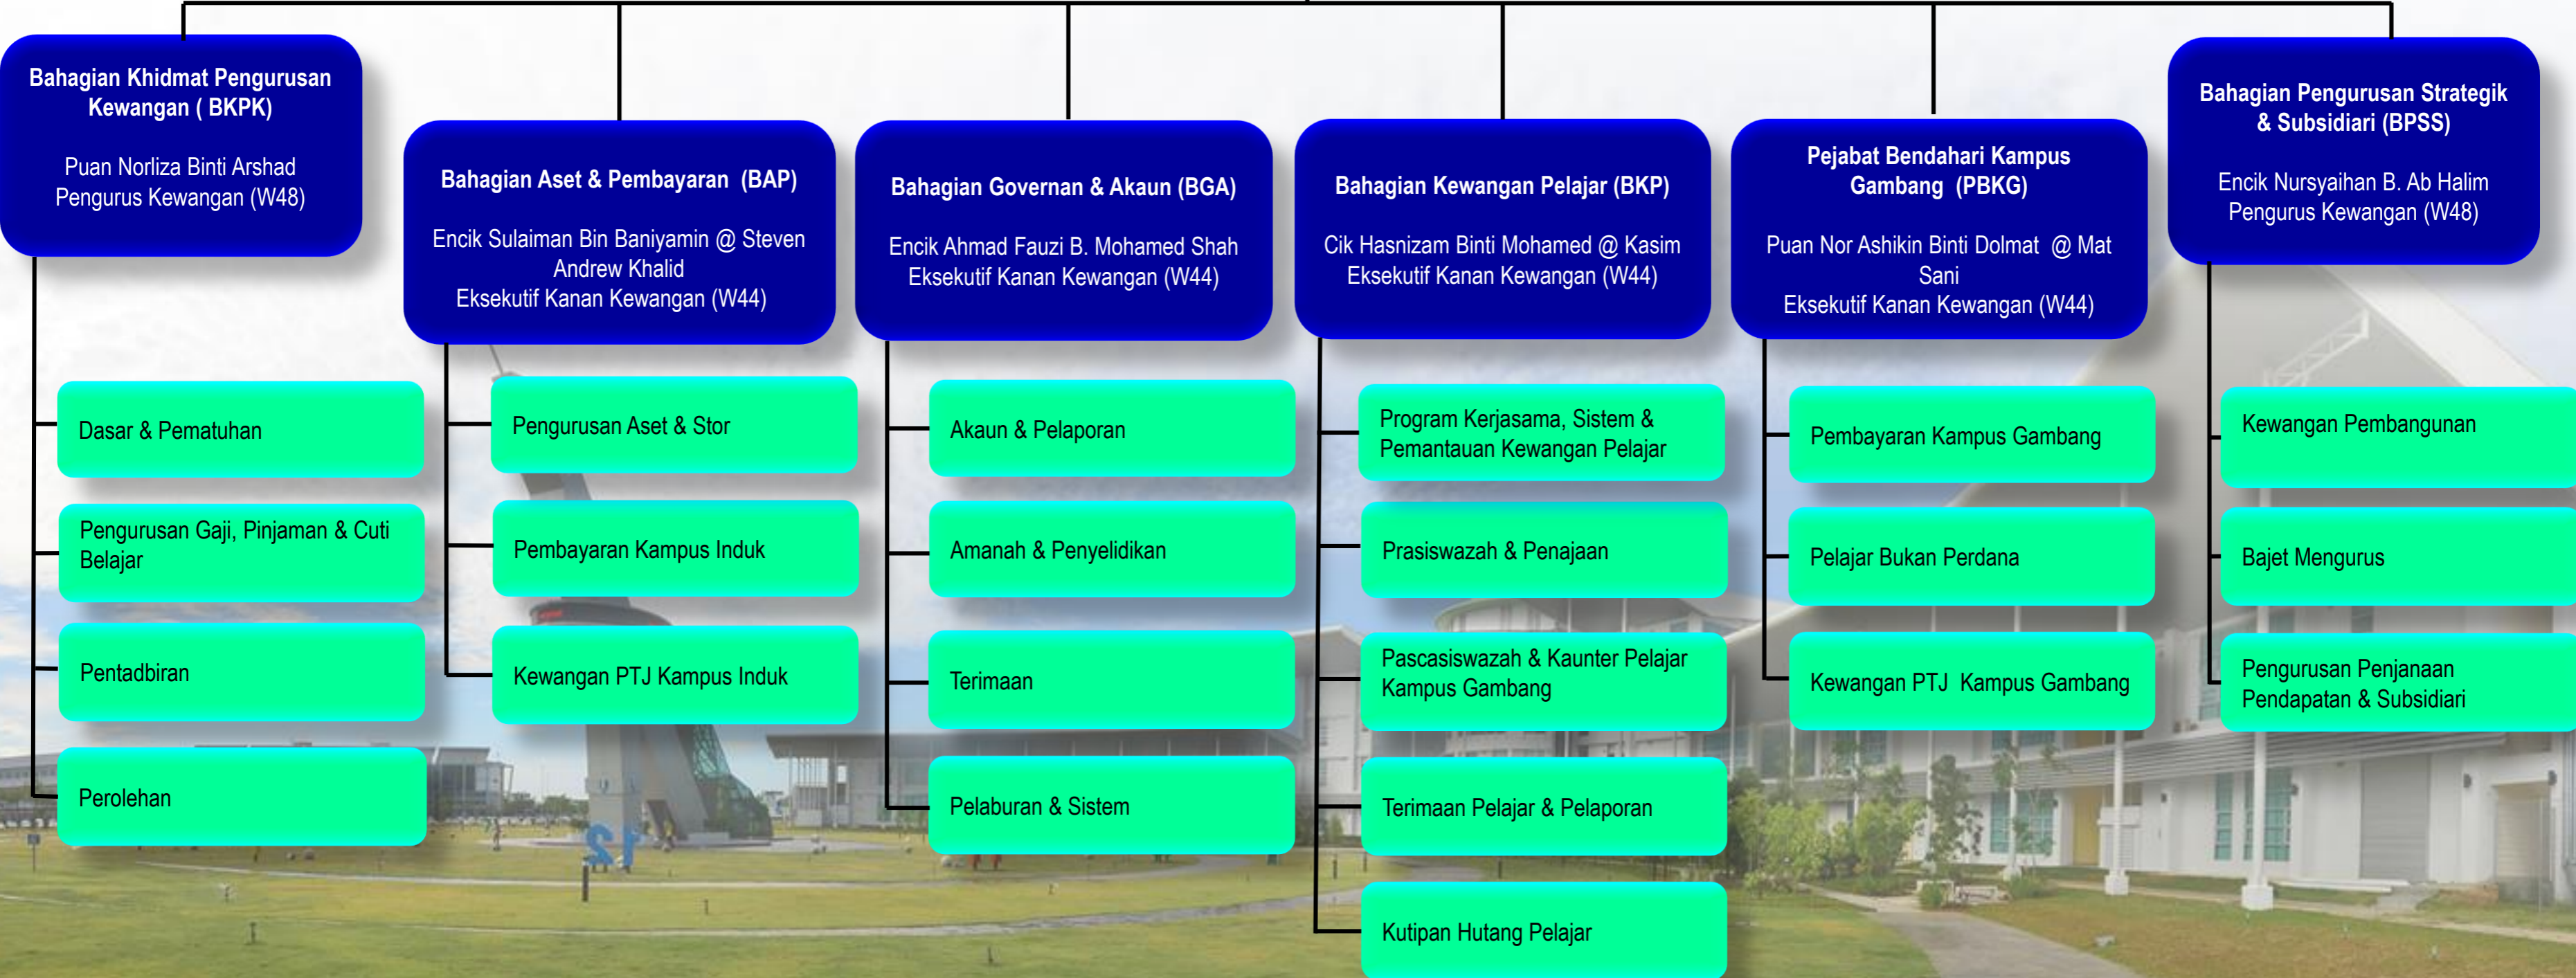 Bahagian Khidmat Pengurusan
Kewangan ( BKPK)
Puan Norliza Binti Arshad
Pengurus Kewangan (W48)
Dasar & Pematuhan
Pengurusan Gaji, Pinjaman & Cuti
Belajar
Pentadbiran
Perolehan
Bahagian Aset & Pembayaran (BAP)
Encik Sulaiman Bin Baniyamin @ Steven
Andrew Khalid
Eksekutif Kanan Kewangan (W44)
Pengurusan Aset & Stor
Pembayaran Kampus Induk
Kewangan PTJ Kampus Induk
Bahagian Governan & Akaun (BGA)
Encik Ahmad Fauzi B. Mohamed Shah
Eksekutif Kanan Kewangan (W44)
Akaun & Pelaporan
Amanah & Penyelidikan
Terimaan
Pelaburan & Sistem
Bahagian Kewangan Pelajar (BKP)
Cik Hasnizam Binti Mohamed @ Kasim
Eksekutif Kanan Kewangan (W44)
Program Kerjasama, Sistem &
Pemantauan Kewangan Pelajar
Prasiswazah & Penajaan
Pascasiswazah & Kaunter Pelajar
Kampus Gambang
Terimaan Pelajar & Pelaporan
Kutipan Hutang Pelajar
Pejabat Bendahari Kampus
Gambang (PBKG)
Puan Nor Ashikin Binti Dolmat @ Mat
Sani
Eksekutif Kanan Kewangan (W44)
Pembayaran Kampus Gambang
Pelajar Bukan Perdana
Kewangan PTJ Kampus Gambang
Bahagian Pengurusan Strategik
& Subsidiari (BPSS)
Encik Nursyaihan B. Ab Halim
Pengurus Kewangan (W48)
Kewangan Pembangunan
Bajet Mengurus
Pengurusan Penjanaan
Pendapatan & Subsidiari